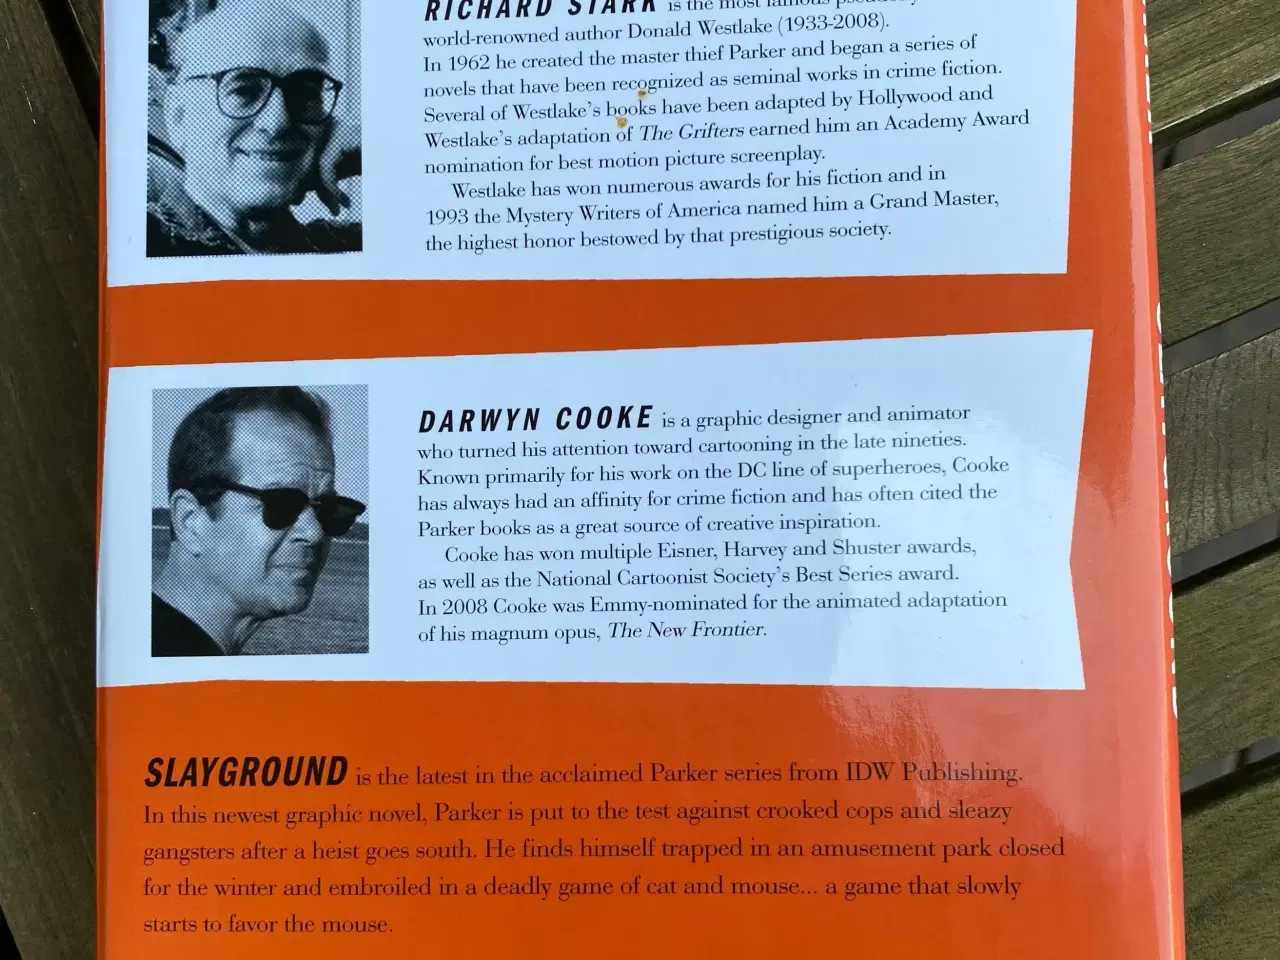 RICHARD STARK is the most famous
world-renowned author Donald Westlake (1933-2008).
In 1962 he created the master thief Parker and began a series of
novels that have been recognized as seminal works in crime fiction.
Several of Westlake's books have been adapted by Hollywood and
Westlake's adaptation of The Grifters earned him an Academy Award
nomination for best motion picture screenplay.
Westlake has won numerous awards for his fiction and in
1993 the Mystery Writers of America named him a Grand Master,
the highest honor bestowed by that prestigious society.
DARWYN COOKE is a graphic designer and animator
who turned his attention toward cartooning in the late nineties.
Known primarily for his work on the DC line of superheroes, Cooke
has always had an affinity for crime fiction and has often cited the
Parker books as a great source of creative inspiration.
Cooke has won multiple Eisner, Harvey and Shuster awards,
as well as the National Cartoonist Society's Best Series award.
In 2008 Cooke was Emmy-nominated for the animated adaptation
of his magnum opus, The New Frontier.
SLAYGROUND is the latest in the acclaimed Parker series from IDW Publishing.
In this newest graphic novel, Parker is put to the test against crooked cops and sleazy
gangsters after a heist goes south. He finds himself trapped in an amusement park closed
for the winter and embroiled in a deadly game of cat and mouse... a game that slowly
starts to favor the mouse.